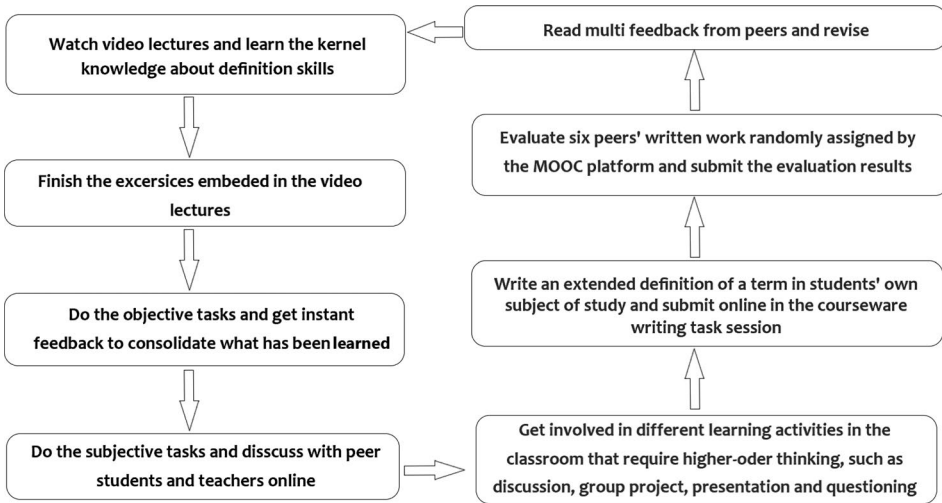 Watch video lectures and learn the kernel
knowledge about definition skills
Finish the excersices embeded in the video
lectures
Do the objective tasks and get instant
feedback to consolidate what has been learned
Do the subjective tasks and disscuss with peer
students and teachers online
Get involved in different learning activities in the
classroom that require higher-oder thinking, such as
discussion, group project, presentation and questioning
Write an extended definition of a term in students' own
subject of study and submit online in the courseware
writing task session
Evaluate six peers' written work randomly assigned by
the MOOC platform and submit the evaluation results
Read multi feedback from peers and revise